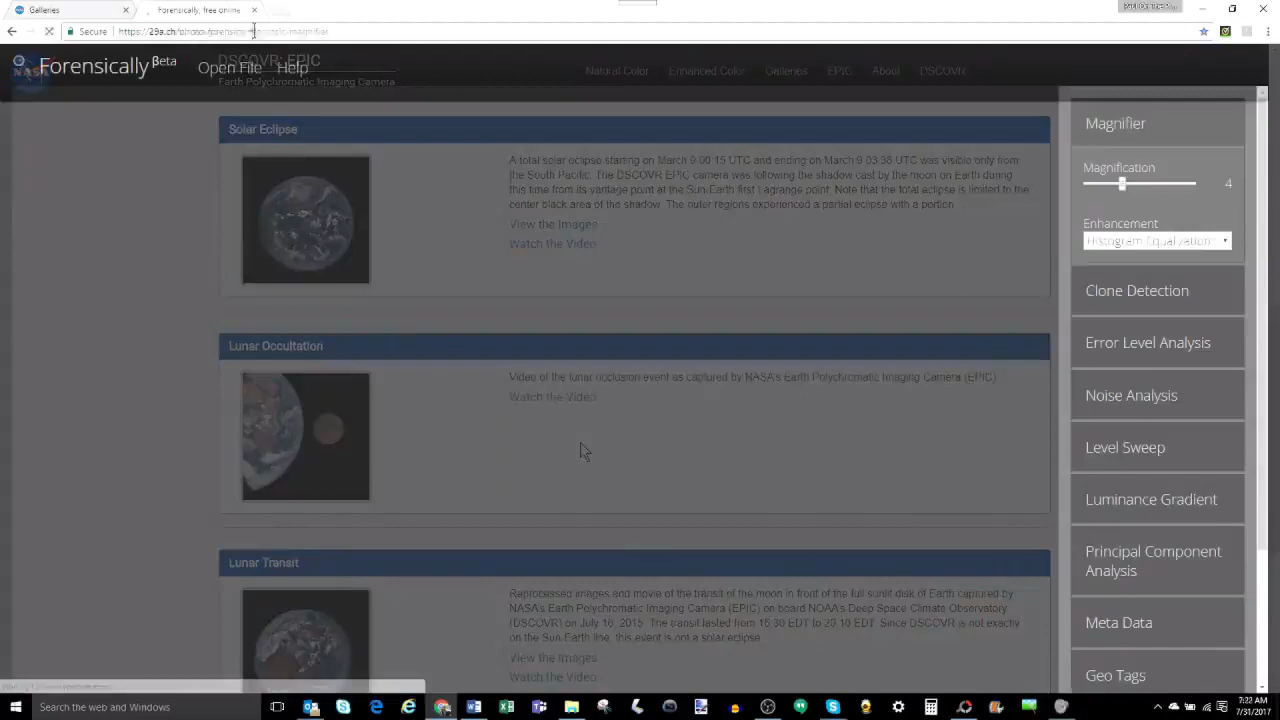 Galleries
Forensically, free online
Secure
Forensically Beta
Open File
Help
NASA
DSCOVR: EPIC
Earth Polychromatic Imaging Camera
Natural Color
Enhanced Color
Galleries
EPIC
About
DSCOVR
Solar Eclipse
A total solar eclipse starting on March 9 00:15 UTC and ending on March 9 03:38 UTC was visible only from
the South Pacific. The DSCOVR EPIC camera was following the shadow cast by the moon on Earth during
this time from its vantage point at the Sun-Earth first Lagrange point. Note that the total eclipse is limited to the
center black area of the shadow. The outer regions experienced a partial eclipse with a portion
View the Images
Watch the Video
Lunar Occultation
Video of the lunar occlusion event as captured by NASA's Earth Polychromatic Imaging Camera (EPIC)
Watch the Video
Lunar Transit
Reprocessed images and movie of the transit of the moon in front of the full sunlit disk of Earth captured by
NASA's Earth Polychromatic Imaging Camera (EPIC) on board NOAA's Deep Space Climate Observatory
(DSCOVR) on July 16, 2015. The transit lasted from 16:30 EDT to 20:10 EDT. Since DSCOVR is not exactly
on the Sun Earth line, this event is not a solar eclipse.
View the Images
Watch the Video
Magnifier
Magnification
4
Enhancement
Histogram Equalization
Clone Detection
Error Level Analysis
Noise Analysis
Level Sweep
Luminance Gradient
Principal Component
Analysis
Meta Data
Geo Tags
Search the web and Windows
7:22 AM
7/31/2017